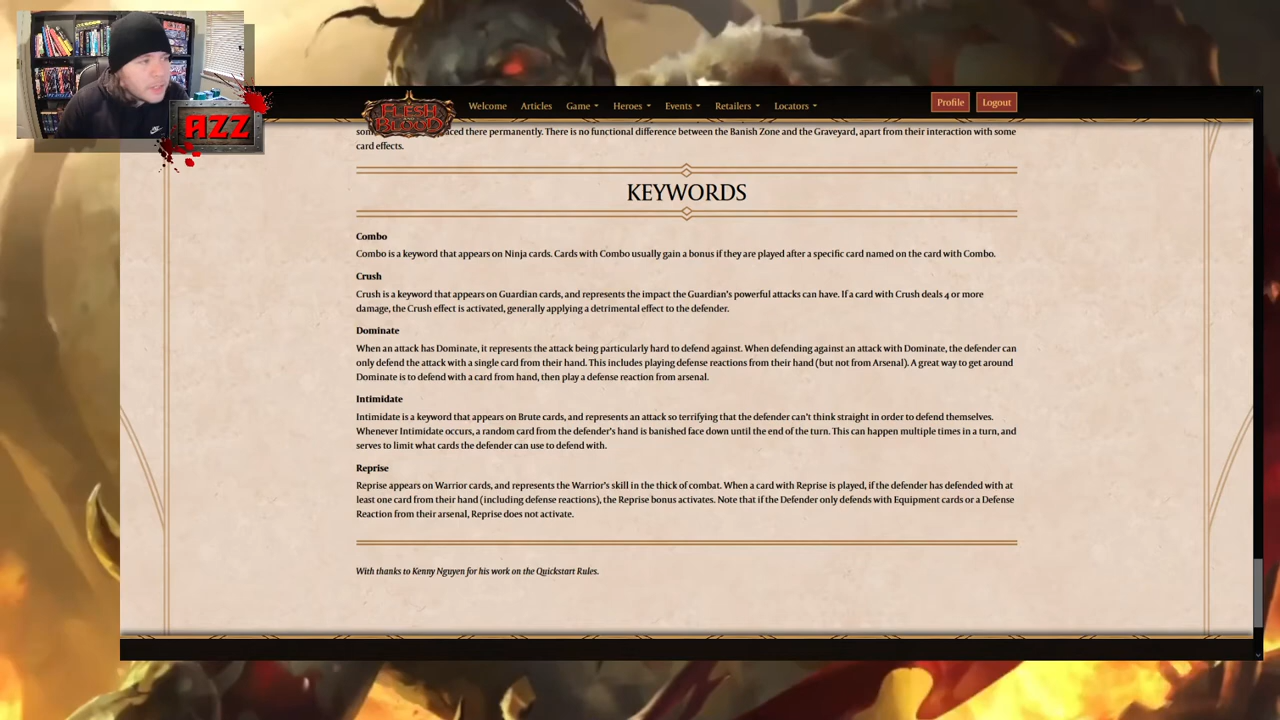 AZZ
FLESH AND BLOOD
Welcome Articles Game Heroes Events Retailers Locators Profile Logout
there permanently. There is no functional difference between the Banish Zone and the Graveyard, apart from their interaction with some
card effects.
KEYWORDS
Combo
Combo is a keyword that appears on Ninja cards. Cards with Combo usually gain a bonus if they are played after a specific card named on the card with Combo.
Crush
Crush is a keyword that appears on Guardian cards, and represents the impact the Guardian's powerful attacks can have. If a card with Crush deals 4 or more
damage, the Crush effect is activated, generally applying a detrimental effect to the defender.
Dominate
When an attack has Dominate, it represents the attack being particularly hard to defend against. When defending against an attack with Dominate, the defender can
only defend the attack with a single card from their hand. This includes playing defense reactions from their hand (but not from Arsenal). A great way to get around
Dominate is to defend with a card from hand, then play a defense reaction from arsenal.
Intimidate
Intimidate is a keyword that appears on Brute cards, and represents an attack so terrifying that the defender can't think straight in order to defend themselves.
Whenever Intimidate occurs, a random card from the defender's hand is banished face down until the end of the turn. This can happen multiple times in a turn, and
serves to limit what cards the defender can use to defend with.
Reprise
Reprise appears on Warrior cards, and represents the Warrior's skill in the thick of combat. When a card with Reprise is played, if the defender has defended with at
least one card from their hand (including defense reactions), the Reprise bonus activates. Note that if the Defender only defends with Equipment cards or a Defense
Reaction from their arsenal, Reprise does not activate.
With thanks to Kenny Nguyen for his work on the Quickstart Rules.